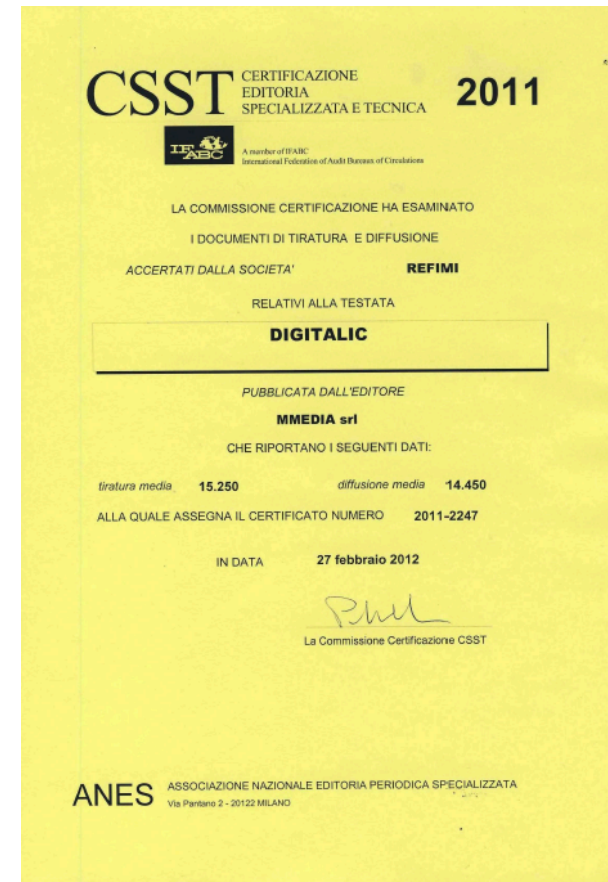 CSST CERTIFICAZIONE
EDITORIA
SPECIALIZZATA E TECNICA
2011
IFABC
A member of IFABC
International Federation of Audit Bureaux of Circulations
LA COMMISSIONE CERTIFICAZIONE HA ESAMINATO
I DOCUMENTI DI TIRATURA E DIFFUSIONE
ACCERTATI DALLA SOCIETA' REFIMI
RELATIVI ALLA TESTATA
DIGITALIC
PUBBLICATA DALL'EDITORE
MMEDIA srl
CHE RIPORTANO I SEGUENTI DATI:
tiratura media 15.250 diffusione media 14.450
ALLA QUALE ASSEGNA IL CERTIFICATO NUMERO 2011-2247
IN DATA 27 febbraio 2012
La Commissione Certificazione CSST
ANES ASSOCIAZIONE NAZIONALE EDITORIA PERIODICA SPECIALIZZATA
Via Pantano 2 - 20122 MILANO